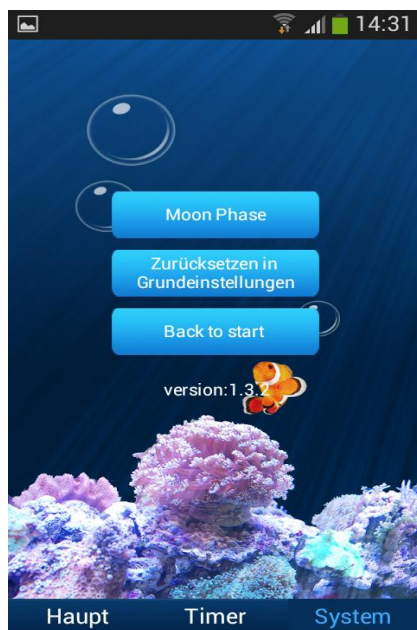 14:31
Moon Phase
Zurücksetzen in
Grundeinstellungen
Back to start
version:1.3.2
Haupt Timer System